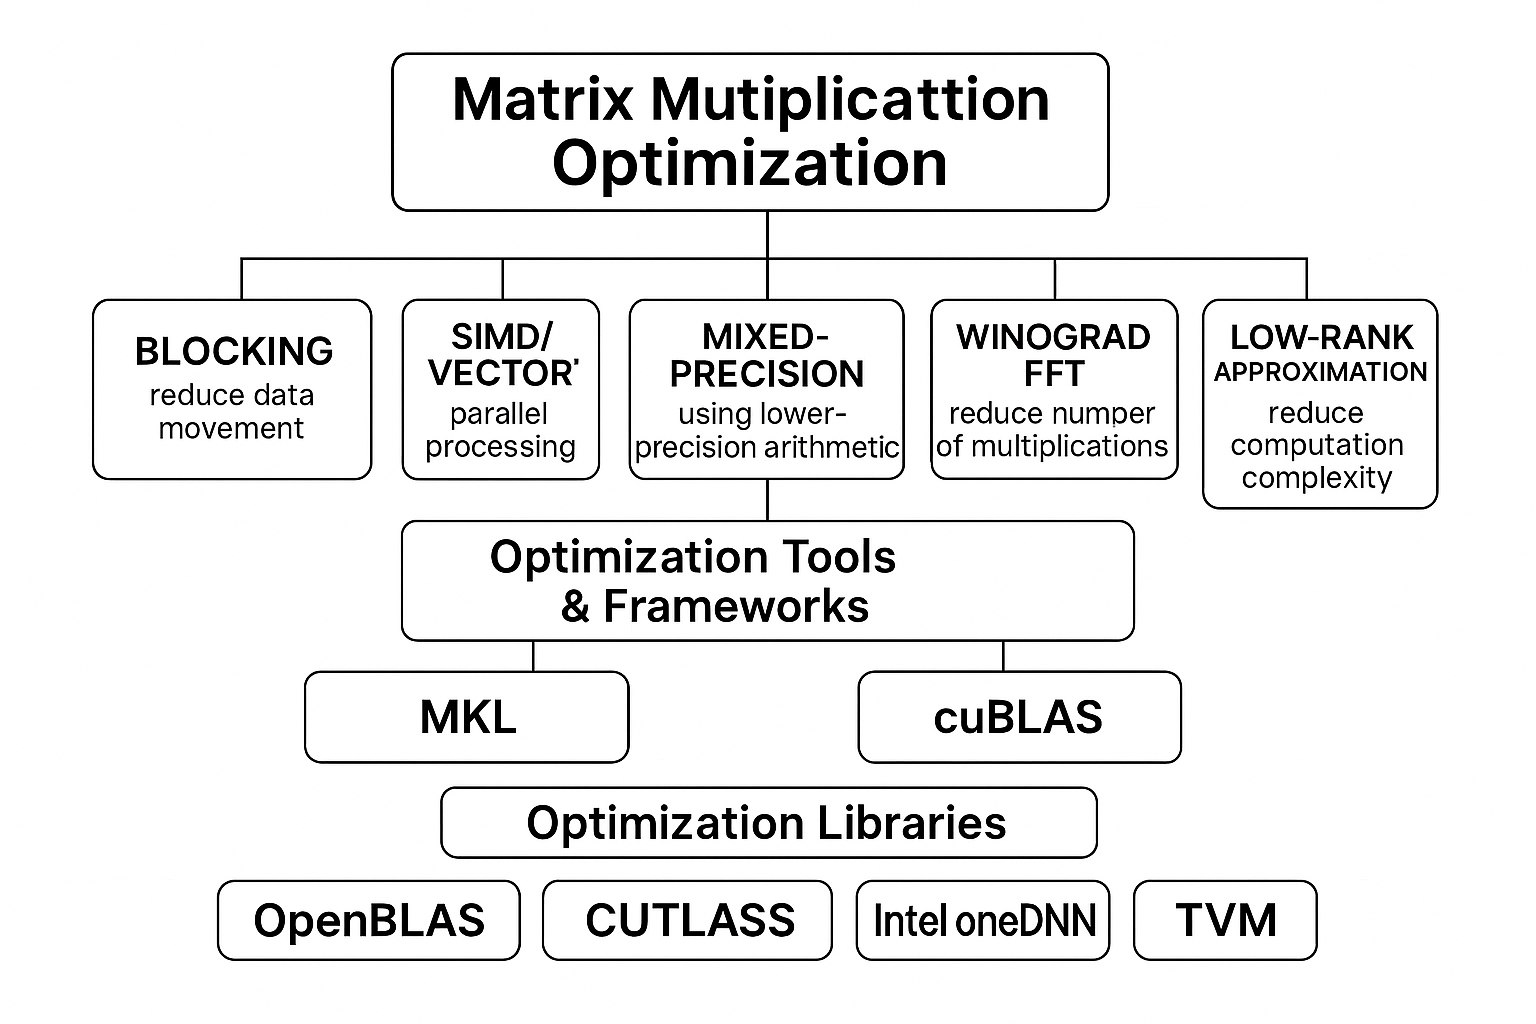 Matrix Mutiplicattion
Optimization
BLOCKING
reduce data
movement
SIMD/
VECTOR'
parallel
processing
MIXED-
PRECISION
using lower-
precision arithmetic
WINOGRAD
FFT
reduce numper
of multiplications
LOW-RANK
APPROXIMATION
reduce
computation
complexity
Optimization Tools
& Frameworks
MKL
cuBLAS
Optimization Libraries
OpenBLAS
CUTLASS
Intel oneDNN
TVM